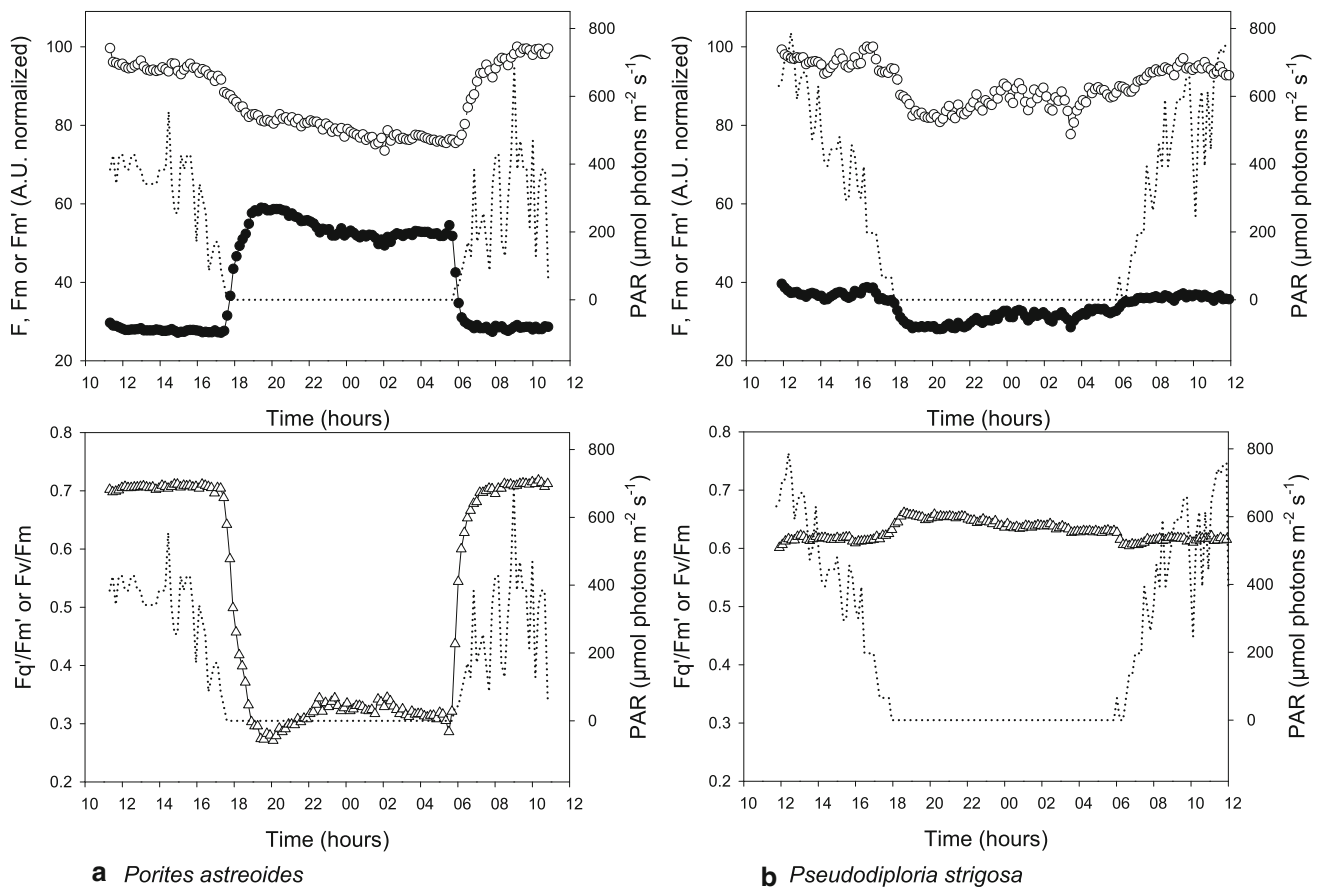 100
80
60
40
20
F, Fm or Fm' (A.U. normalized)
800
600
400
200
0
PAR (µmol photons m-2 s-1)
10 12 14 16 18 20 22 00 02 04 06 08 10 12
Time (hours)
100
80
60
40
20
F, Fm or Fm' (A.U. normalized)
800
600
400
200
0
PAR (µmol photons m-2 s-1)
10 12 14 16 18 20 22 00 02 04 06 08 10 12
Time (hours)
0.8
0.7
0.6
0.5
0.4
0.3
0.2
Fq'/Fm' or Fv/Fm
800
600
400
200
0
PAR (µmol photons m-2 s-1)
10 12 14 16 18 20 22 00 02 04 06 08 10 12
Time (hours)
a Porites astreoides
0.8
0.7
0.6
0.5
0.4
0.3
0.2
Fq'/Fm' or Fv/Fm
800
600
400
200
0
PAR (µmol photons m-2 s-1)
10 12 14 16 18 20 22 00 02 04 06 08 10 12
Time (hours)
b Pseudodiploria strigosa